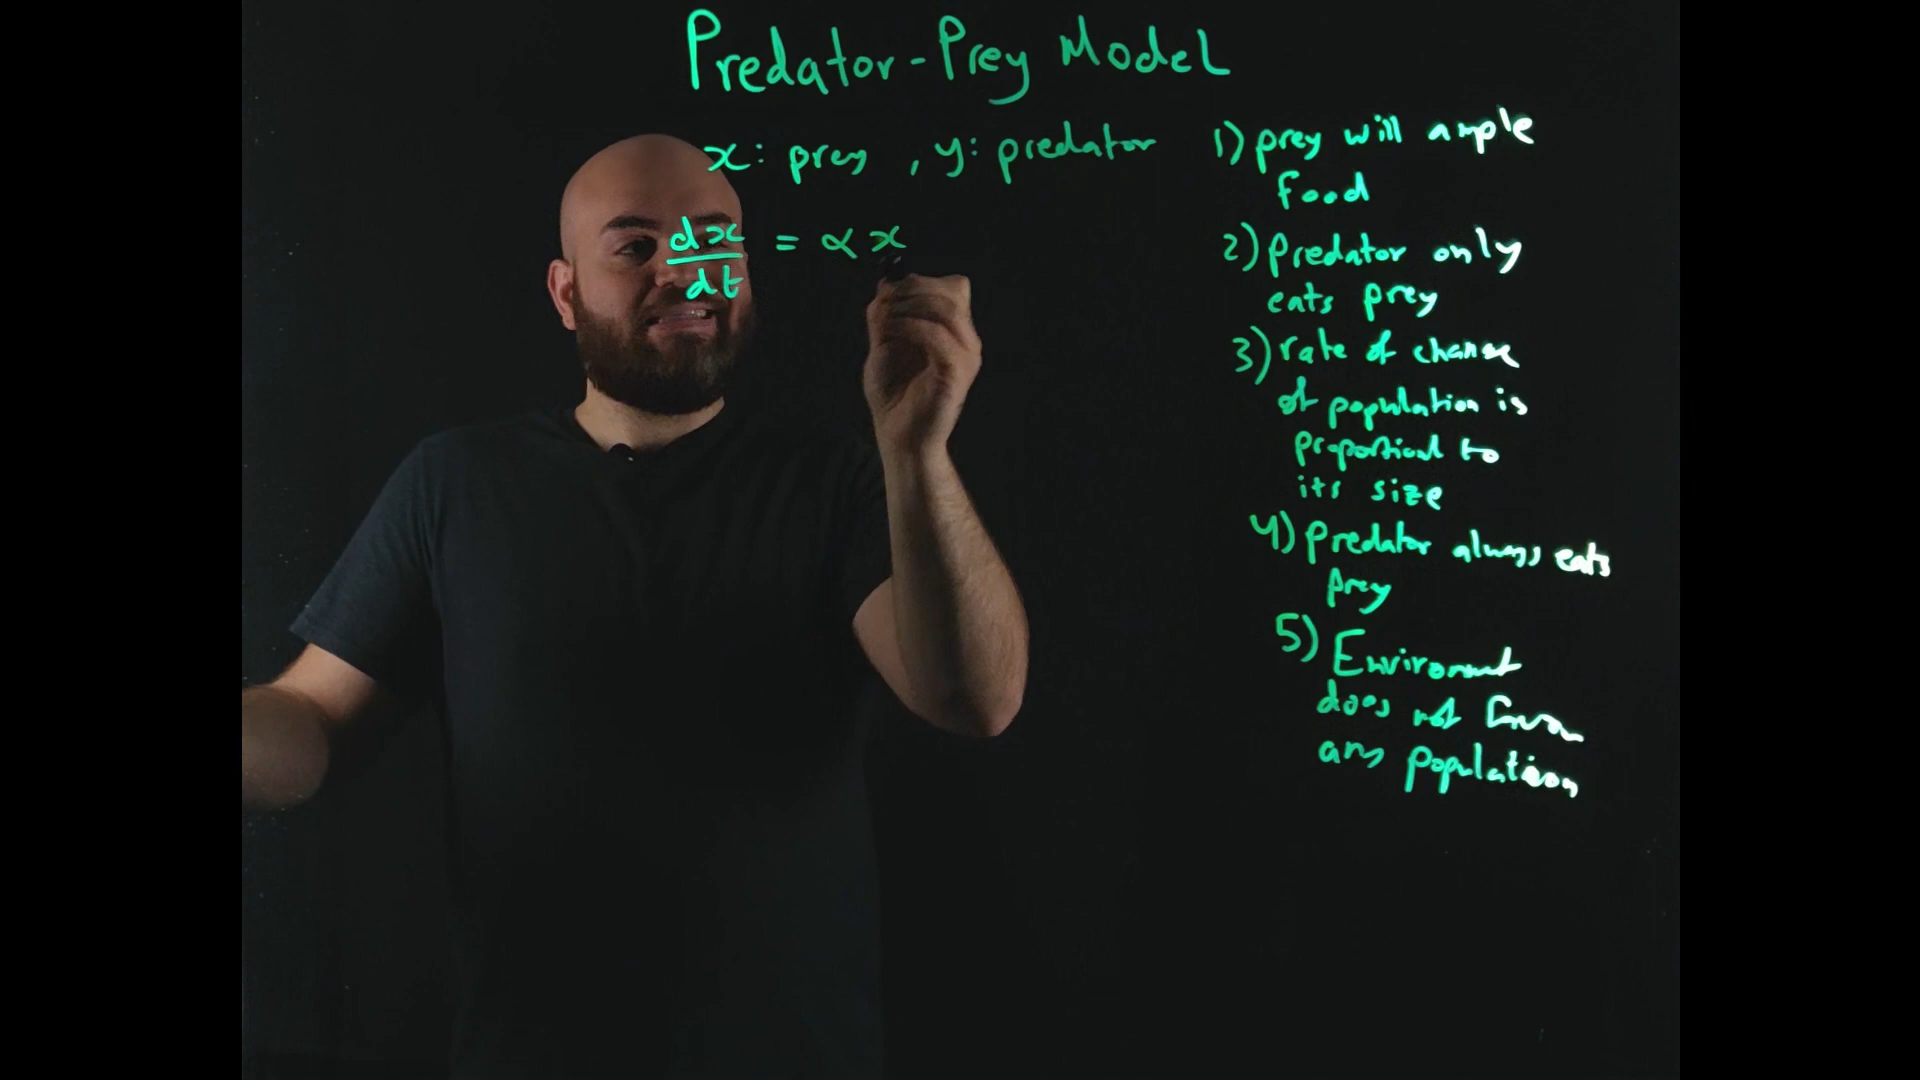 Predator-Prey Model
x: prey, y: predator
dx/dt = αx
1) prey will ample
food
2) predator only
eats prey
3) rate of change
of population is
proportional to
its size
4) predator always eats
prey
5) Environment
does not favor
any population